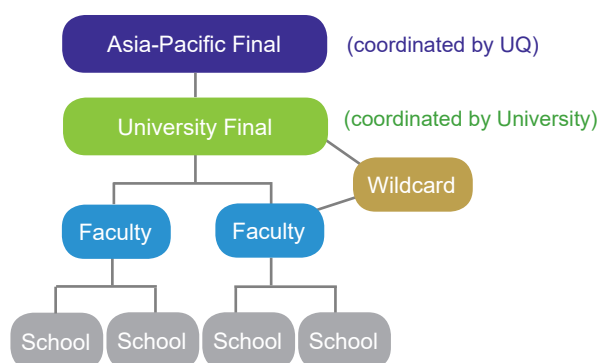 Asia-Pacific Final (coordinated by UQ)
University Final (coordinated by University)
Wildcard
Faculty Faculty
School School School School